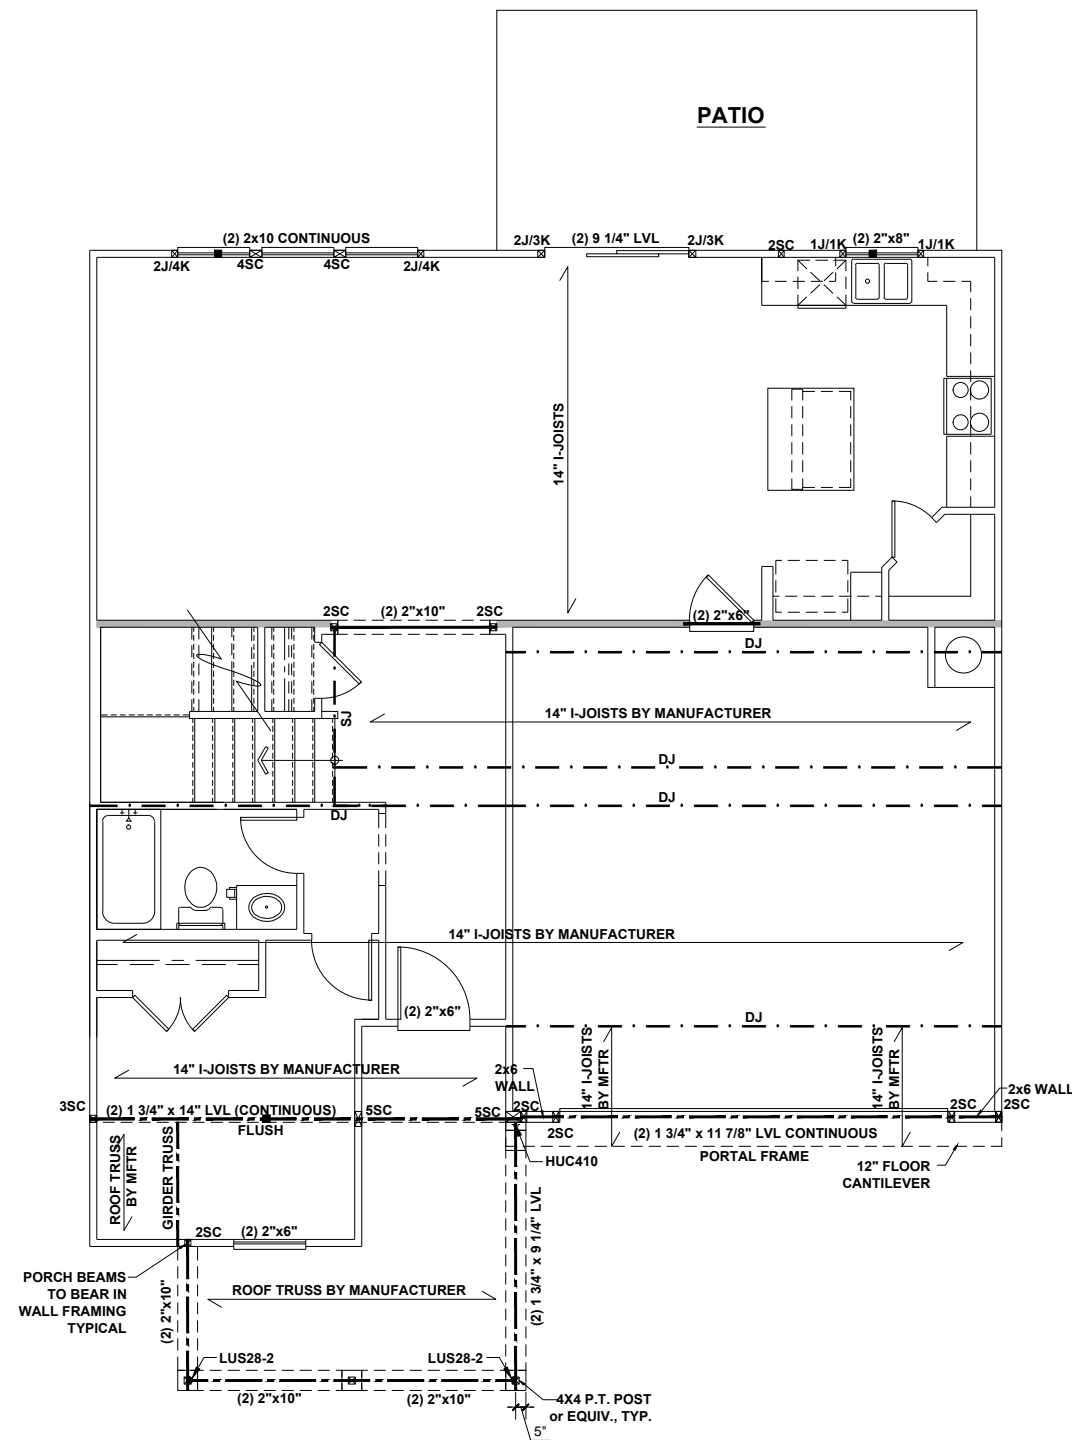 PATIO
(2) 2x10 CONTINUOUS
2J/3K
(2) 9 1/4" LVL
2J/3K
2SC
1J/1K
(2) 2"x8"
1J/1K
2J/4K
4SC
4SC
2J/4K
14" I-JOISTS
2SC
(2) 2"x10"
2SC
(2) 2"x6"
DJ
SJ
14" I-JOISTS BY MANUFACTURER
DJ
DJ
DJ
14" I-JOISTS BY MANUFACTURER
(2) 2"x6"
DJ
14" I-JOISTS
BY MFTR
14" I-JOISTS
BY MFTR
14" I-JOISTS BY MANUFACTURER
2x6
WALL
2x6 WALL
3SC
(2) 1 3/4" x 14" LVL (CONTINUOUS)
5SC
5SC
2SC
2SC
2SC
FLUSH
2SC
(2) 1 3/4" x 11 7/8" LVL CONTINUOUS
PORTAL FRAME
HUC410
12" FLOOR
CANTILEVER
ROOF TRUSS
BY MFTR
GIRDER TRUSS
2SC
(2) 2"x6"
PORCH BEAMS
TO BEAR IN
WALL FRAMING
TYPICAL
(2) 2"x10"
ROOF TRUSS BY MANUFACTURER
(2) 1 3/4" x 9 1/4" LVL
LUS28-2
LUS28-2
(2) 2"x10"
(2) 2"x10"
4X4 P.T. POST
or EQUIV., TYP.
5"